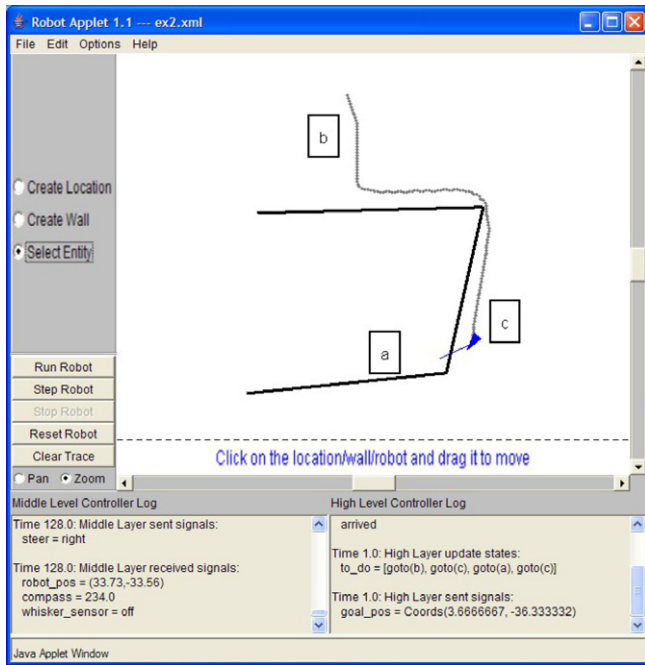 Robot Applet 1.1 --- ex2.xml
File Edit Options Help
b
Create Location
Create Wall
Select Entity
c
a
Run Robot
Step Robot
Stop Robot
Reset Robot
Clear Trace
Click on the location/wall/robot and drag it to move
Pan Zoom
Middle Level Controller Log
Time 128.0: Middle Layer sent signals:
steer = right
Time 128.0: Middle Layer received signals:
robot_pos = (33.73,-33.56)
compass = 234.0
whisker_sensor = off
High Level Controller Log
arrived
Time 1.0: High Layer update states:
to_do = [goto(b), goto(c), goto(a), goto(c)]
Time 1.0: High Layer sent signals:
goal_pos = Coords(3.6666667, -36.333332)
Java Applet Window